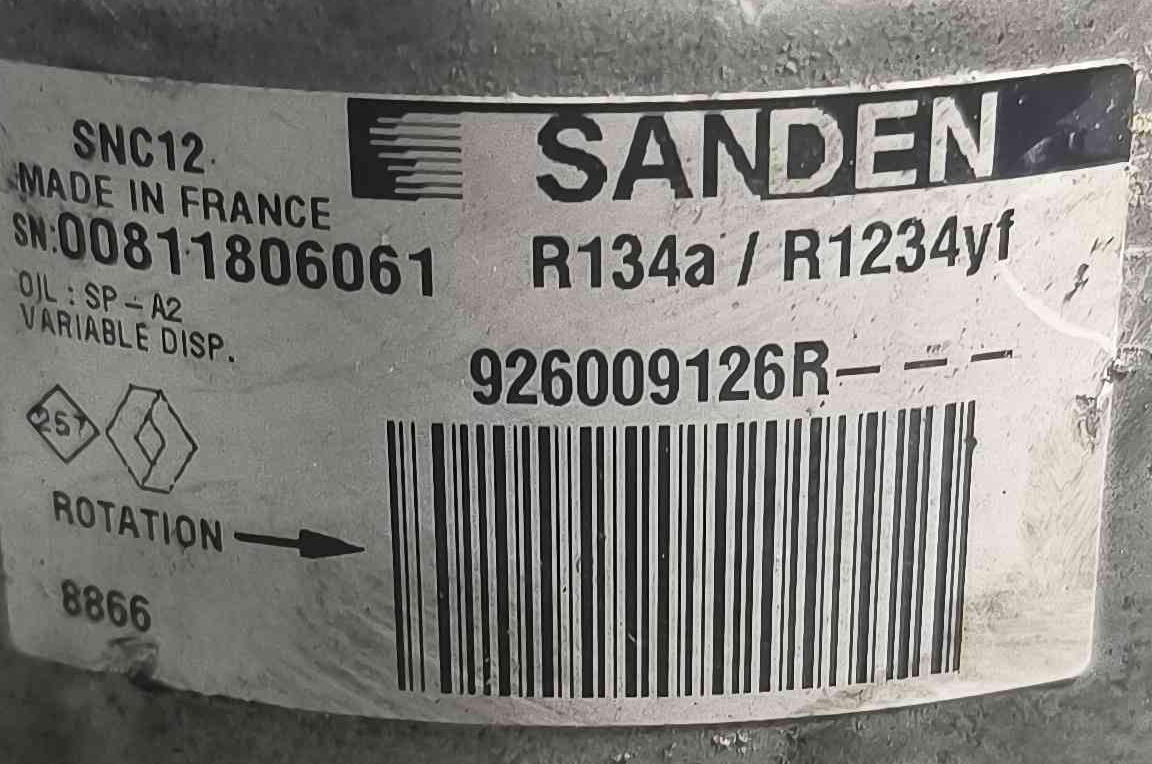 SANDEN
SNC12
MADE IN FRANCE
SN:00811806061
R134a / R1234yf
OIL : SP - A2
VARIABLE DISP.
926009126R- - -
257
ROTATION
8866